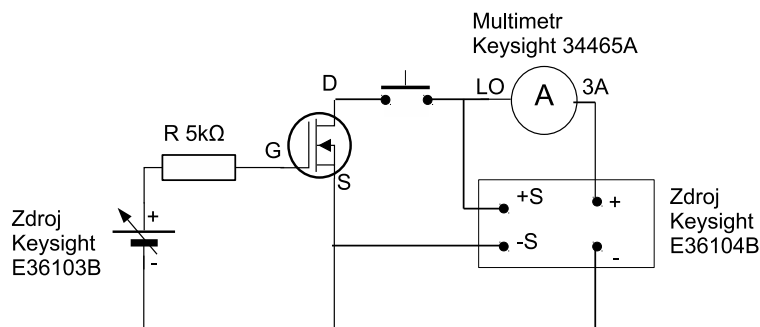 Multimetr
Keysight 34465A
D
LO
A
3A
R 5kΩ
G
S
+S
+
-S
-
Zdroj
Keysight
E36104B
Zdroj
Keysight
E36103B
+
-